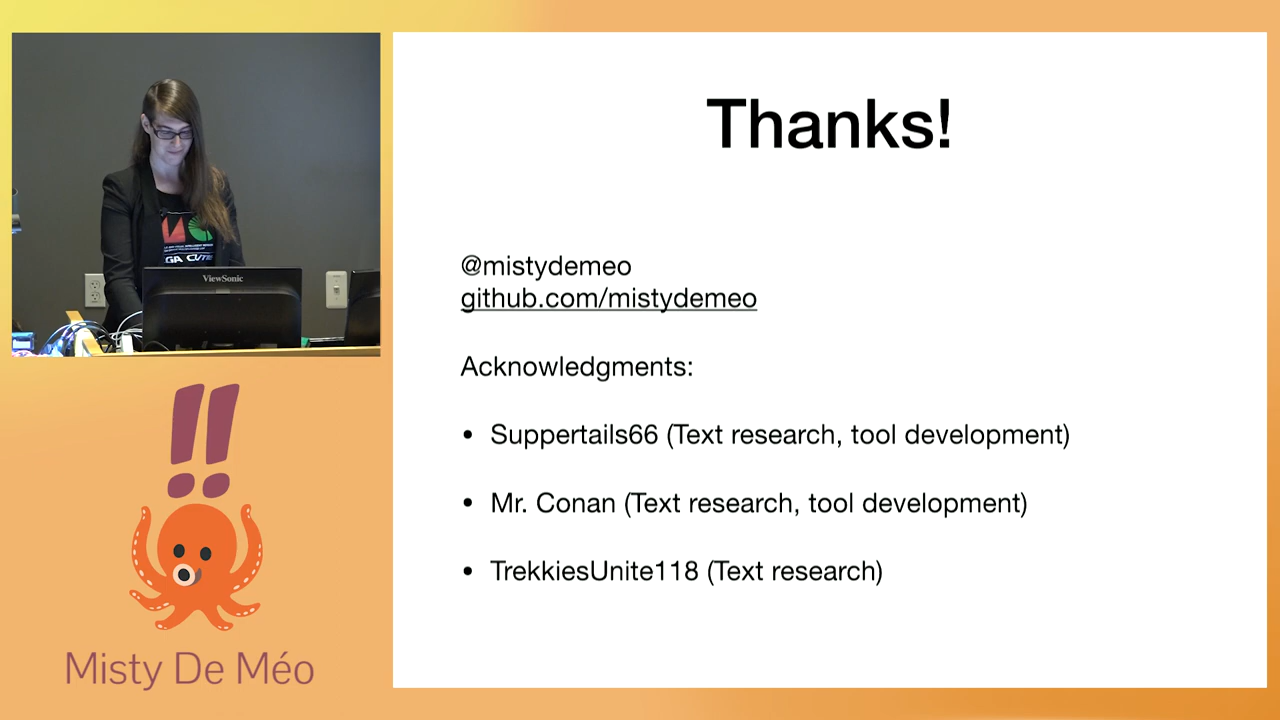 Thanks!
@mistydemeo
github.com/mistydemeo
Acknowledgments:
• Suppertails66 (Text research, tool development)
• Mr. Conan (Text research, tool development)
• TrekkiesUnite118 (Text research)
ViewSonic
!!
Misty De Méo